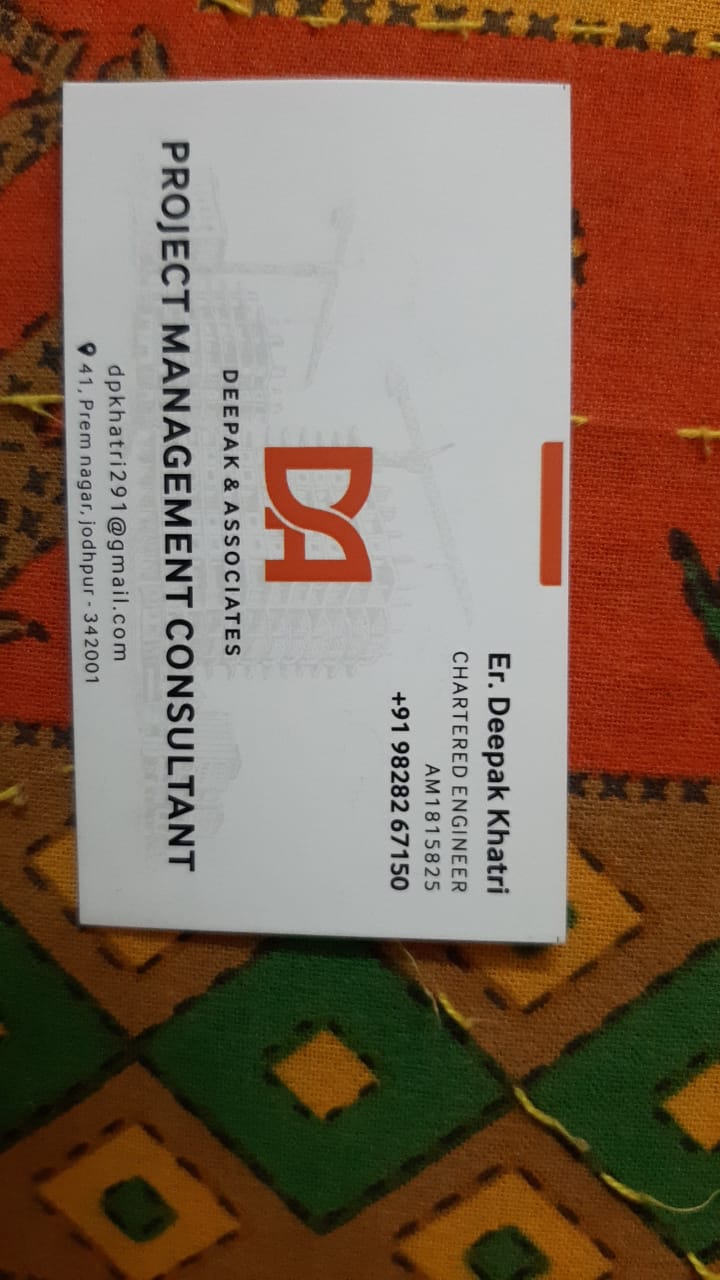 Er. Deepak Khatri
CHARTERED ENGINEER
AM1815825
+91 98282 67150
DA
DEEPAK & ASSOCIATES
PROJECT MANAGEMENT CONSULTANT
dpkhatri291@gmail.com
41, Prem nagar, jodhpur - 342001